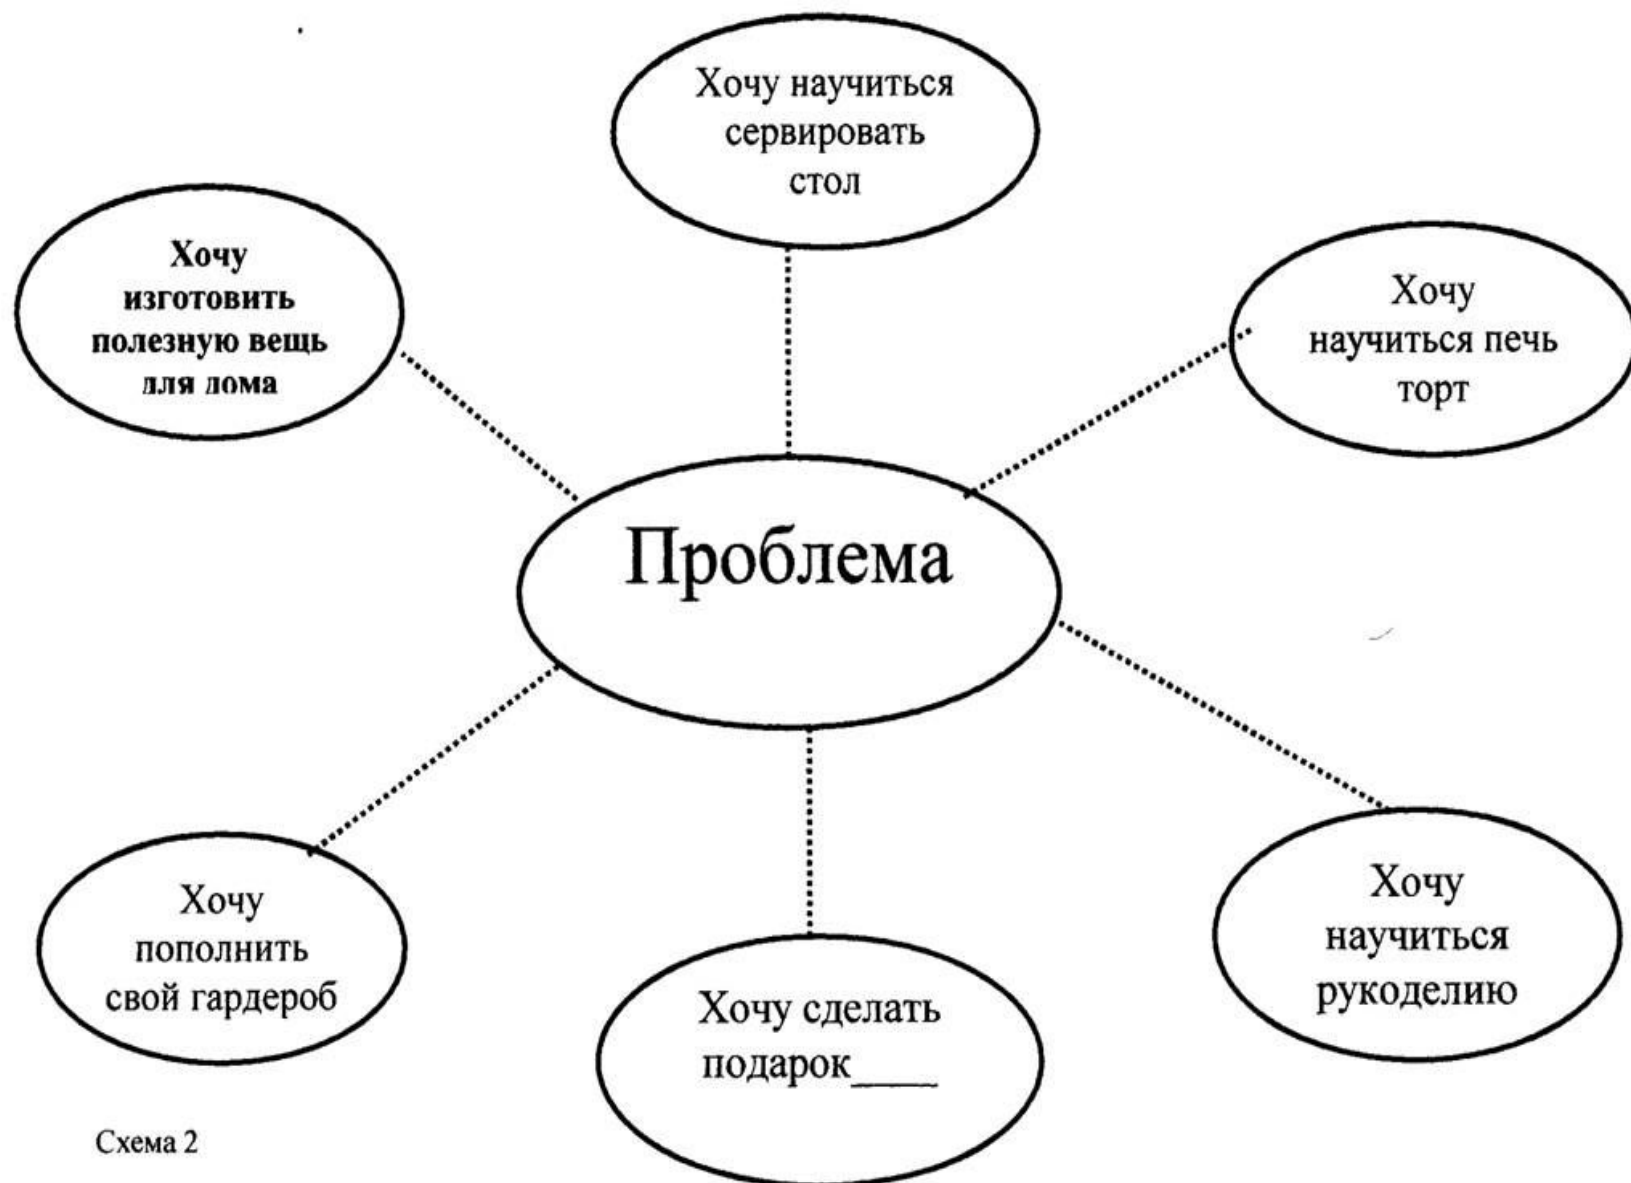 Хочу научиться
сервировать
стол
Хочу
изготовить
полезную вещь
для дома
Хочу
научиться печь
торт
Проблема
Хочу
пополнить
свой гардероб
Хочу сделать
подарок____
Хочу
научиться
рукоделию
Схема 2